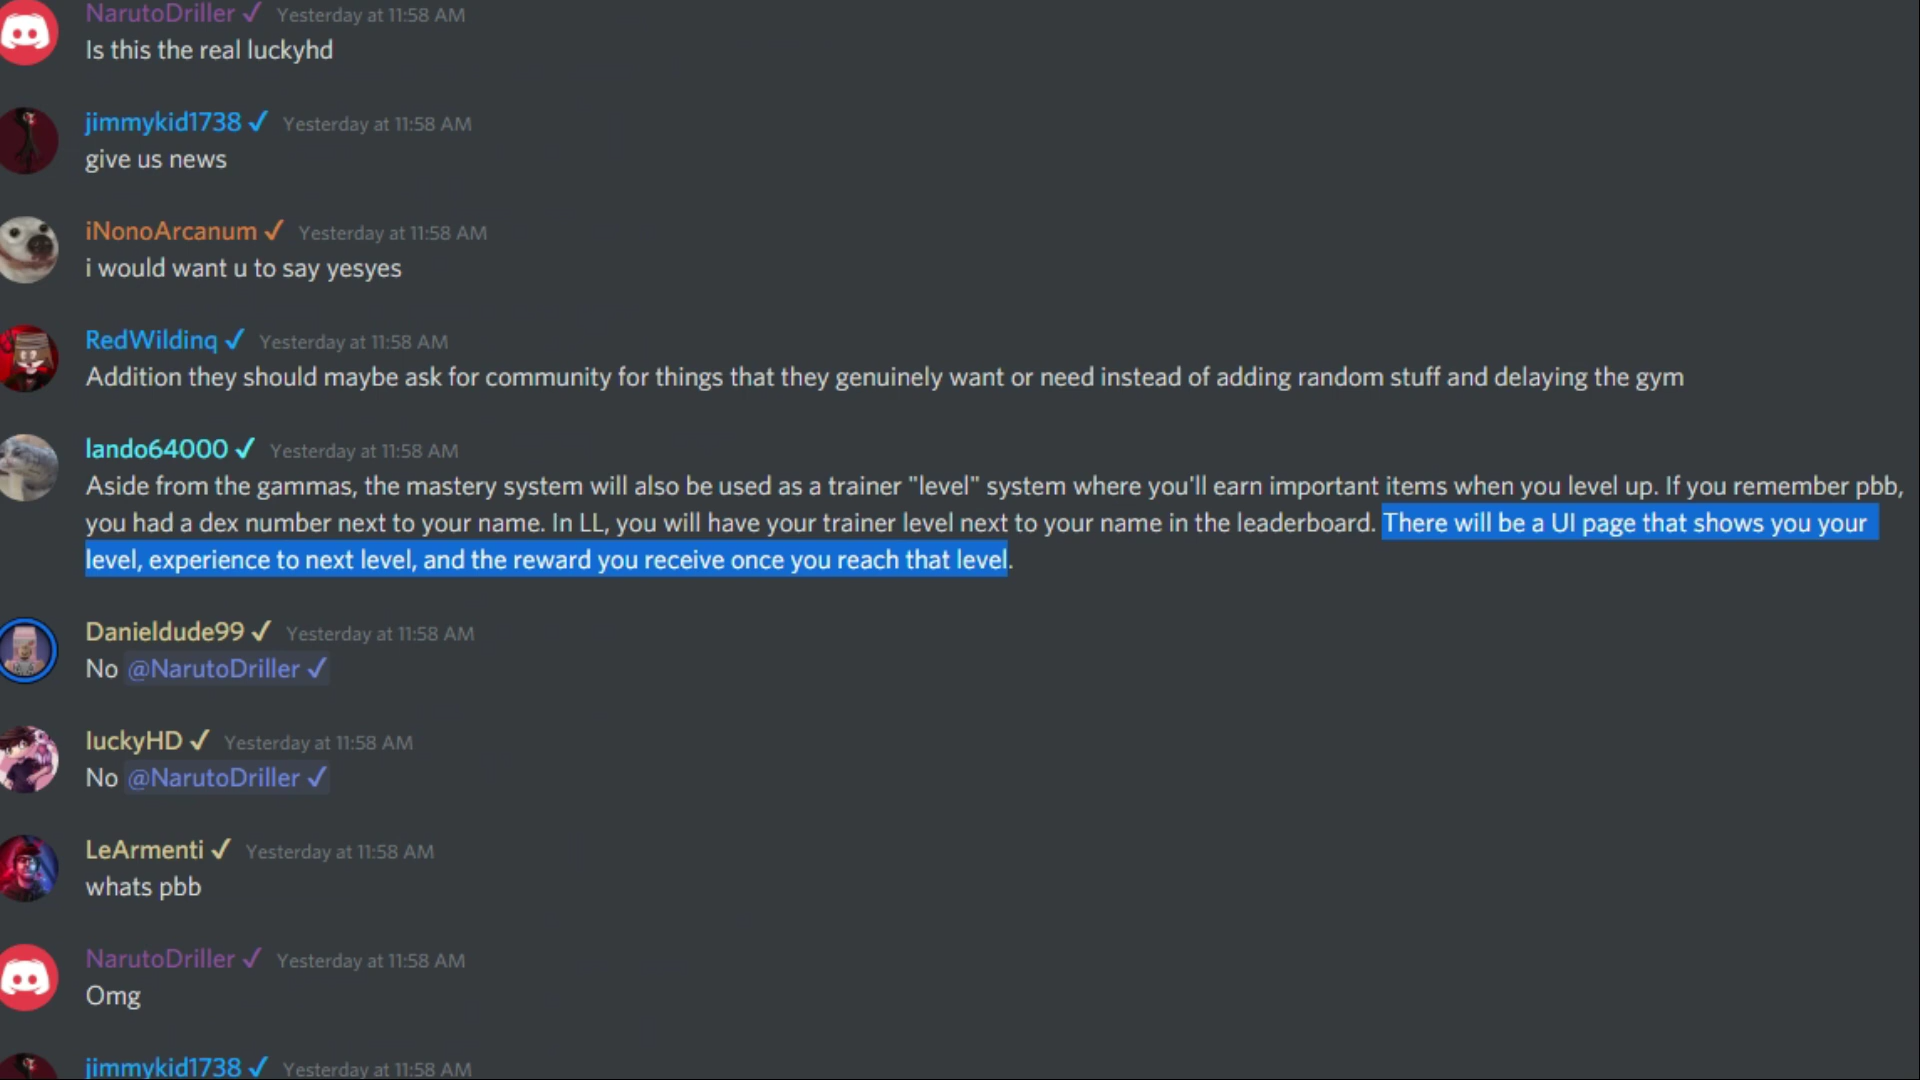 NarutoDriller ✓ Yesterday at 11:58 AM
Is this the real luckyhd
jimmykid1738 ✓ Yesterday at 11:58 AM
give us news
iNonoArcanum ✓ Yesterday at 11:58 AM
i would want u to say yesyes
RedWildinq ✓ Yesterday at 11:58 AM
Addition they should maybe ask for community for things that they genuinely want or need instead of adding random stuff and delaying the gym
lando64000 ✓ Yesterday at 11:58 AM
Aside from the gammas, the mastery system will also be used as a trainer "level" system where you'll earn important items when you level up. If you remember pbb,
you had a dex number next to your name. In LL, you will have your trainer level next to your name in the leaderboard. There will be a UI page that shows you your
level, experience to next level, and the reward you receive once you reach that level.
Danieldude99 ✓ Yesterday at 11:58 AM
No @NarutoDriller ✓
luckyHD ✓ Yesterday at 11:58 AM
No @NarutoDriller ✓
LeArmenti ✓ Yesterday at 11:58 AM
whats pbb
NarutoDriller ✓ Yesterday at 11:58 AM
Omg
jimmykid1738 ✓ Yesterday at 11:58 AM